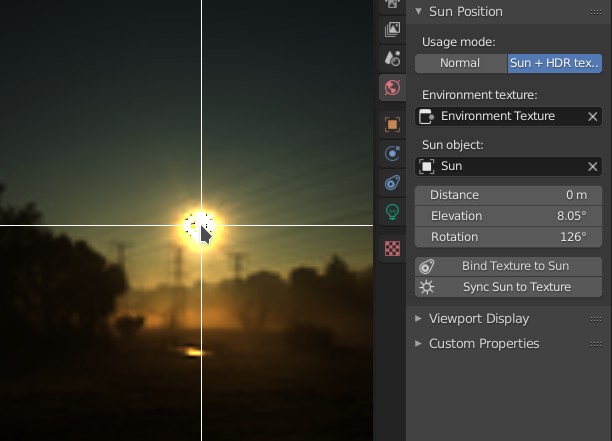 Sun Position
Usage mode:
Normal Sun + HDR tex..
Environment texture:
Environment Texture
Sun object:
Sun
Distance 0 m
Elevation 8.05°
Rotation 126°
Bind Texture to Sun
Sync Sun to Texture
Viewport Display
Custom Properties